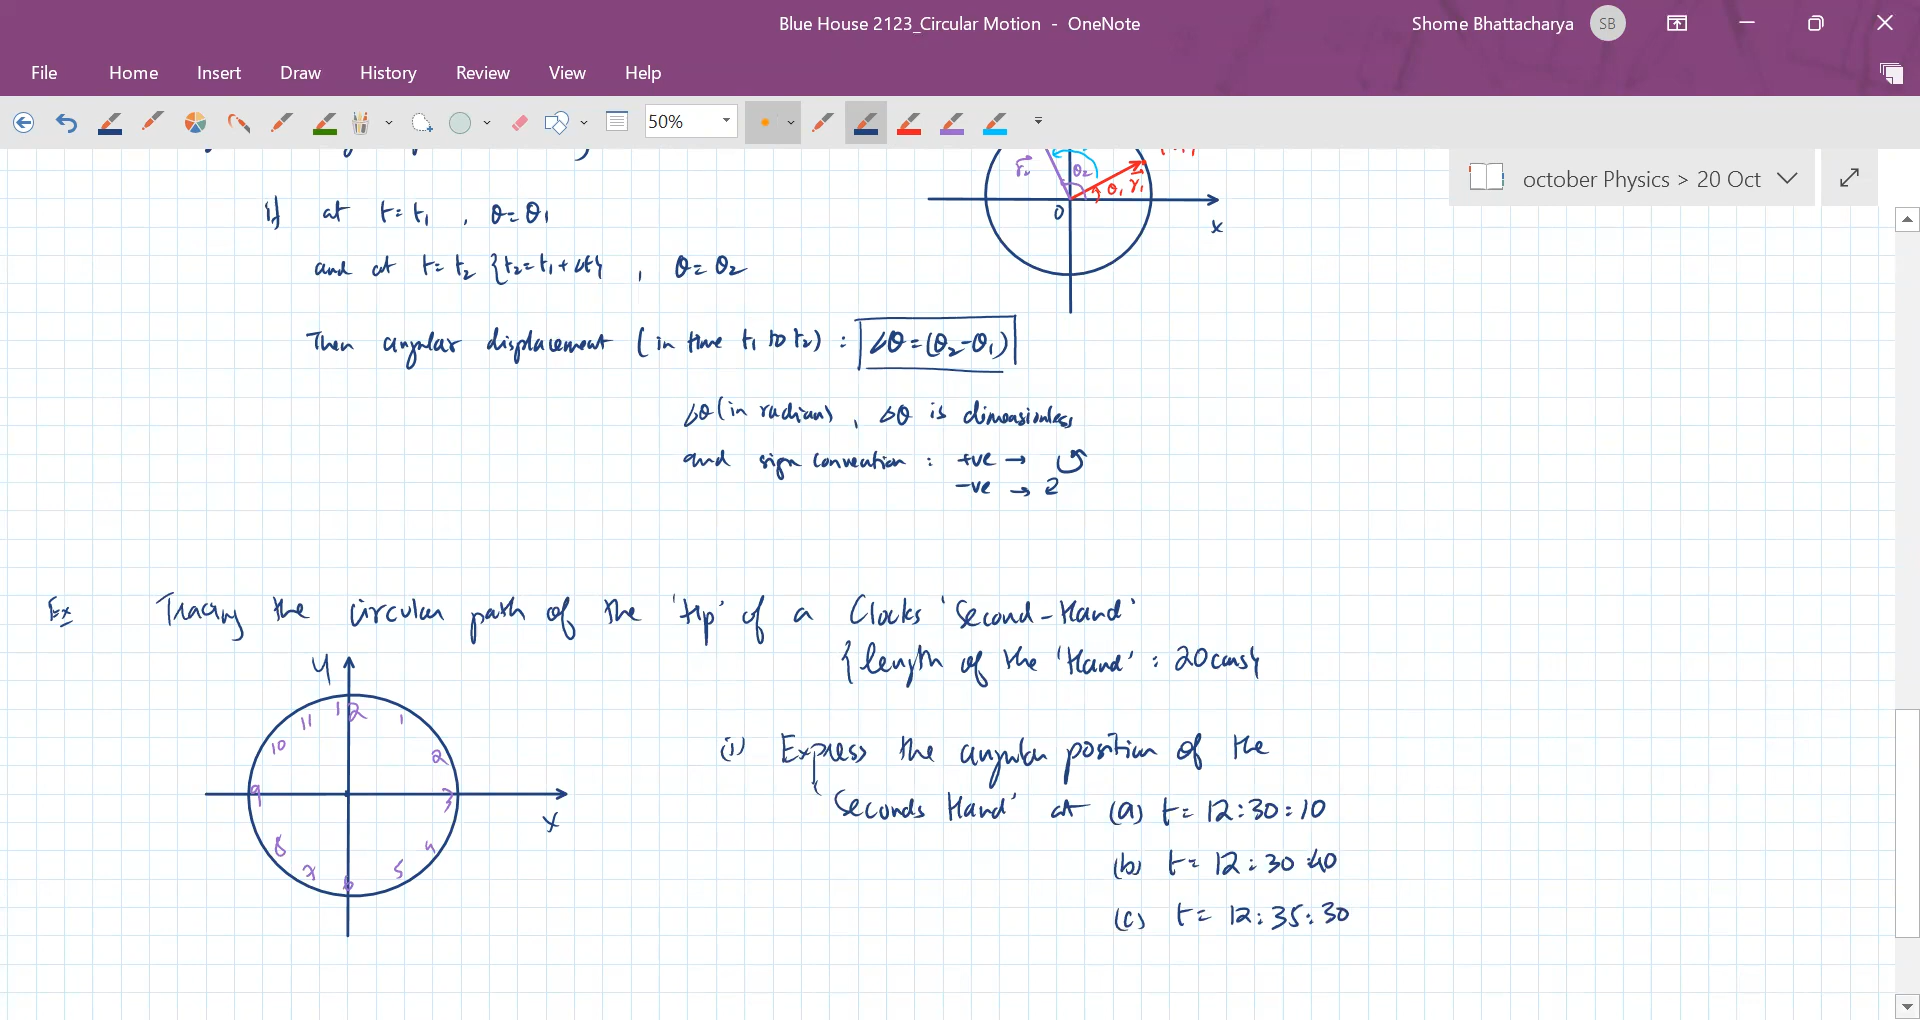 Blue House 2123_Circular Motion - OneNote
Shome Bhattacharya SB
File Home Insert Draw History Review View Help
50%
october Physics > 20 Oct
r₂ θ₂ θ₁ r₁
O
x
if at t = t₁ , θ = θ₁
and at t = t₂ {t₂ = t₁ + Δt} , θ = θ₂
Then angular displacement (in time t₁ to t₂) : Δθ = (θ₂ - θ₁)
Δθ (in radian) , Δθ is dimensionless
and sign convention : +ve → ↺
-ve → ↻
Ex Tracing the circular path of the 'tip' of a Clocks 'Second-Hand'
{length of the 'Hand' : 20cms}
y
12 1 2 3 4 5 6 7 8 9 10 11
x
(i) Express the angular position of the
'Seconds Hand' at (a) t = 12:30:10
(b) t = 12:30:40
(c) t = 12:35:30